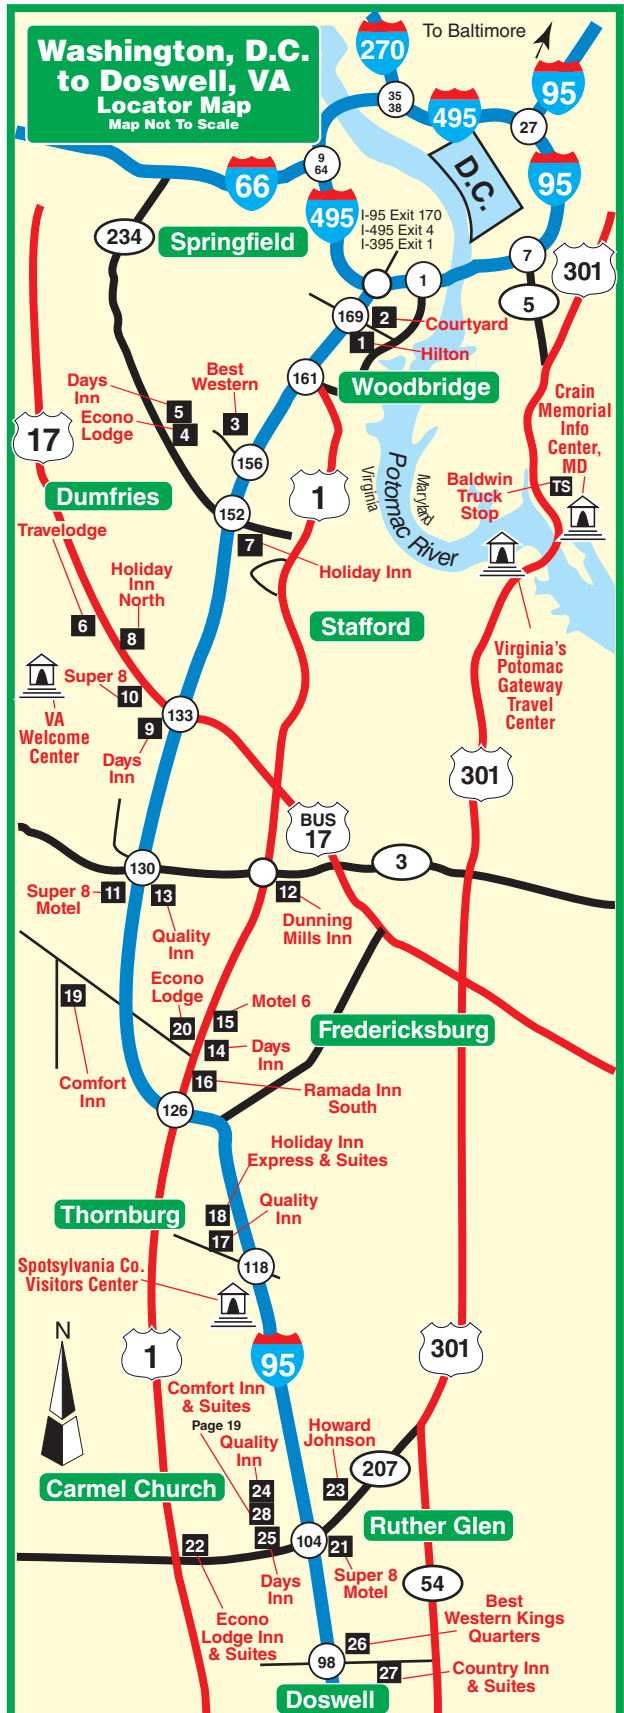 Washington, D.C.
to Doswell, VA
Locator Map
Map Not To Scale
To Baltimore
270
35
38
495
95
27
9
64
66
D.C.
95
495
I-95 Exit 170
I-495 Exit 4
I-395 Exit 1
234
Springfield
7
301
1
5
169
2
Courtyard
1
Hilton
161
Woodbridge
Best
Western
3
Days
Inn
5
Econo
Lodge
4
Crain
Memorial
Info
Center,
MD
17
156
Potomac River
Maryland
Virginia
Baldwin
Truck
Stop
TS
Dumfries
1
152
Travelodge
7
Holiday Inn
Holiday
Inn
North
6
8
Stafford
Virginia's
Potomac
Gateway
Travel
Center
Super 8
10
VA
Welcome
Center
133
9
Days
Inn
301
BUS
17
130
3
Super 8
Motel
11
13
12
Quality
Inn
Dunning
Mills Inn
19
Econo
Lodge
20
15
Motel 6
Fredericksburg
14
Days
Inn
Comfort
Inn
16
Ramada Inn
South
126
Holiday Inn
Express & Suites
Thornburg
18
Quality
Inn
17
118
Spotsylvania Co.
Visitors Center
N
1
95
301
Comfort Inn
& Suites
Page 19
Quality
Inn
Howard
Johnson
207
Carmel Church
24
23
28
Ruther Glen
22
25
104
21
Days
Inn
Super 8
Motel
54
Econo
Lodge Inn
& Suites
Best
Western Kings
Quarters
26
98
27
Country Inn
& Suites
Doswell